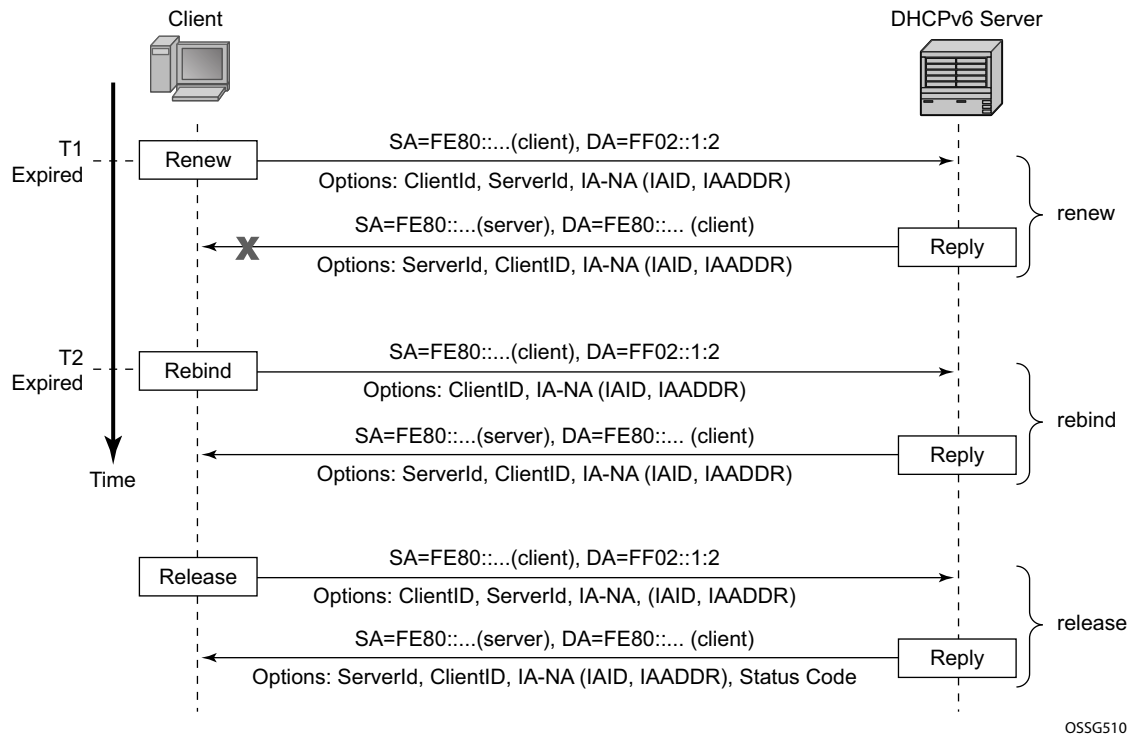 Client
DHCPv6 Server
T1
Expired
Renew
SA=FE80::...(client), DA=FF02::1:2
Options: ClientId, ServerId, IA-NA (IAID, IAADDR)
SA=FE80::...(server), DA=FE80::... (client)
X
Reply
Options: ServerId, ClientID, IA-NA (IAID, IAADDR)
renew
T2
Expired
Rebind
SA=FE80::...(client), DA=FF02::1:2
Options: ClientID, IA-NA (IAID, IAADDR)
SA=FE80::...(server), DA=FE80::... (client)
Reply
Options: ServerId, ClientID, IA-NA (IAID, IAADDR)
rebind
Time
Release
SA=FE80::...(client), DA=FF02::1:2
Options: ClientID, ServerId, IA-NA, (IAID, IAADDR)
SA=FE80::...(server), DA=FE80::... (client)
Reply
Options: ServerId, ClientID, IA-NA (IAID, IAADDR), Status Code
release
OSSG510